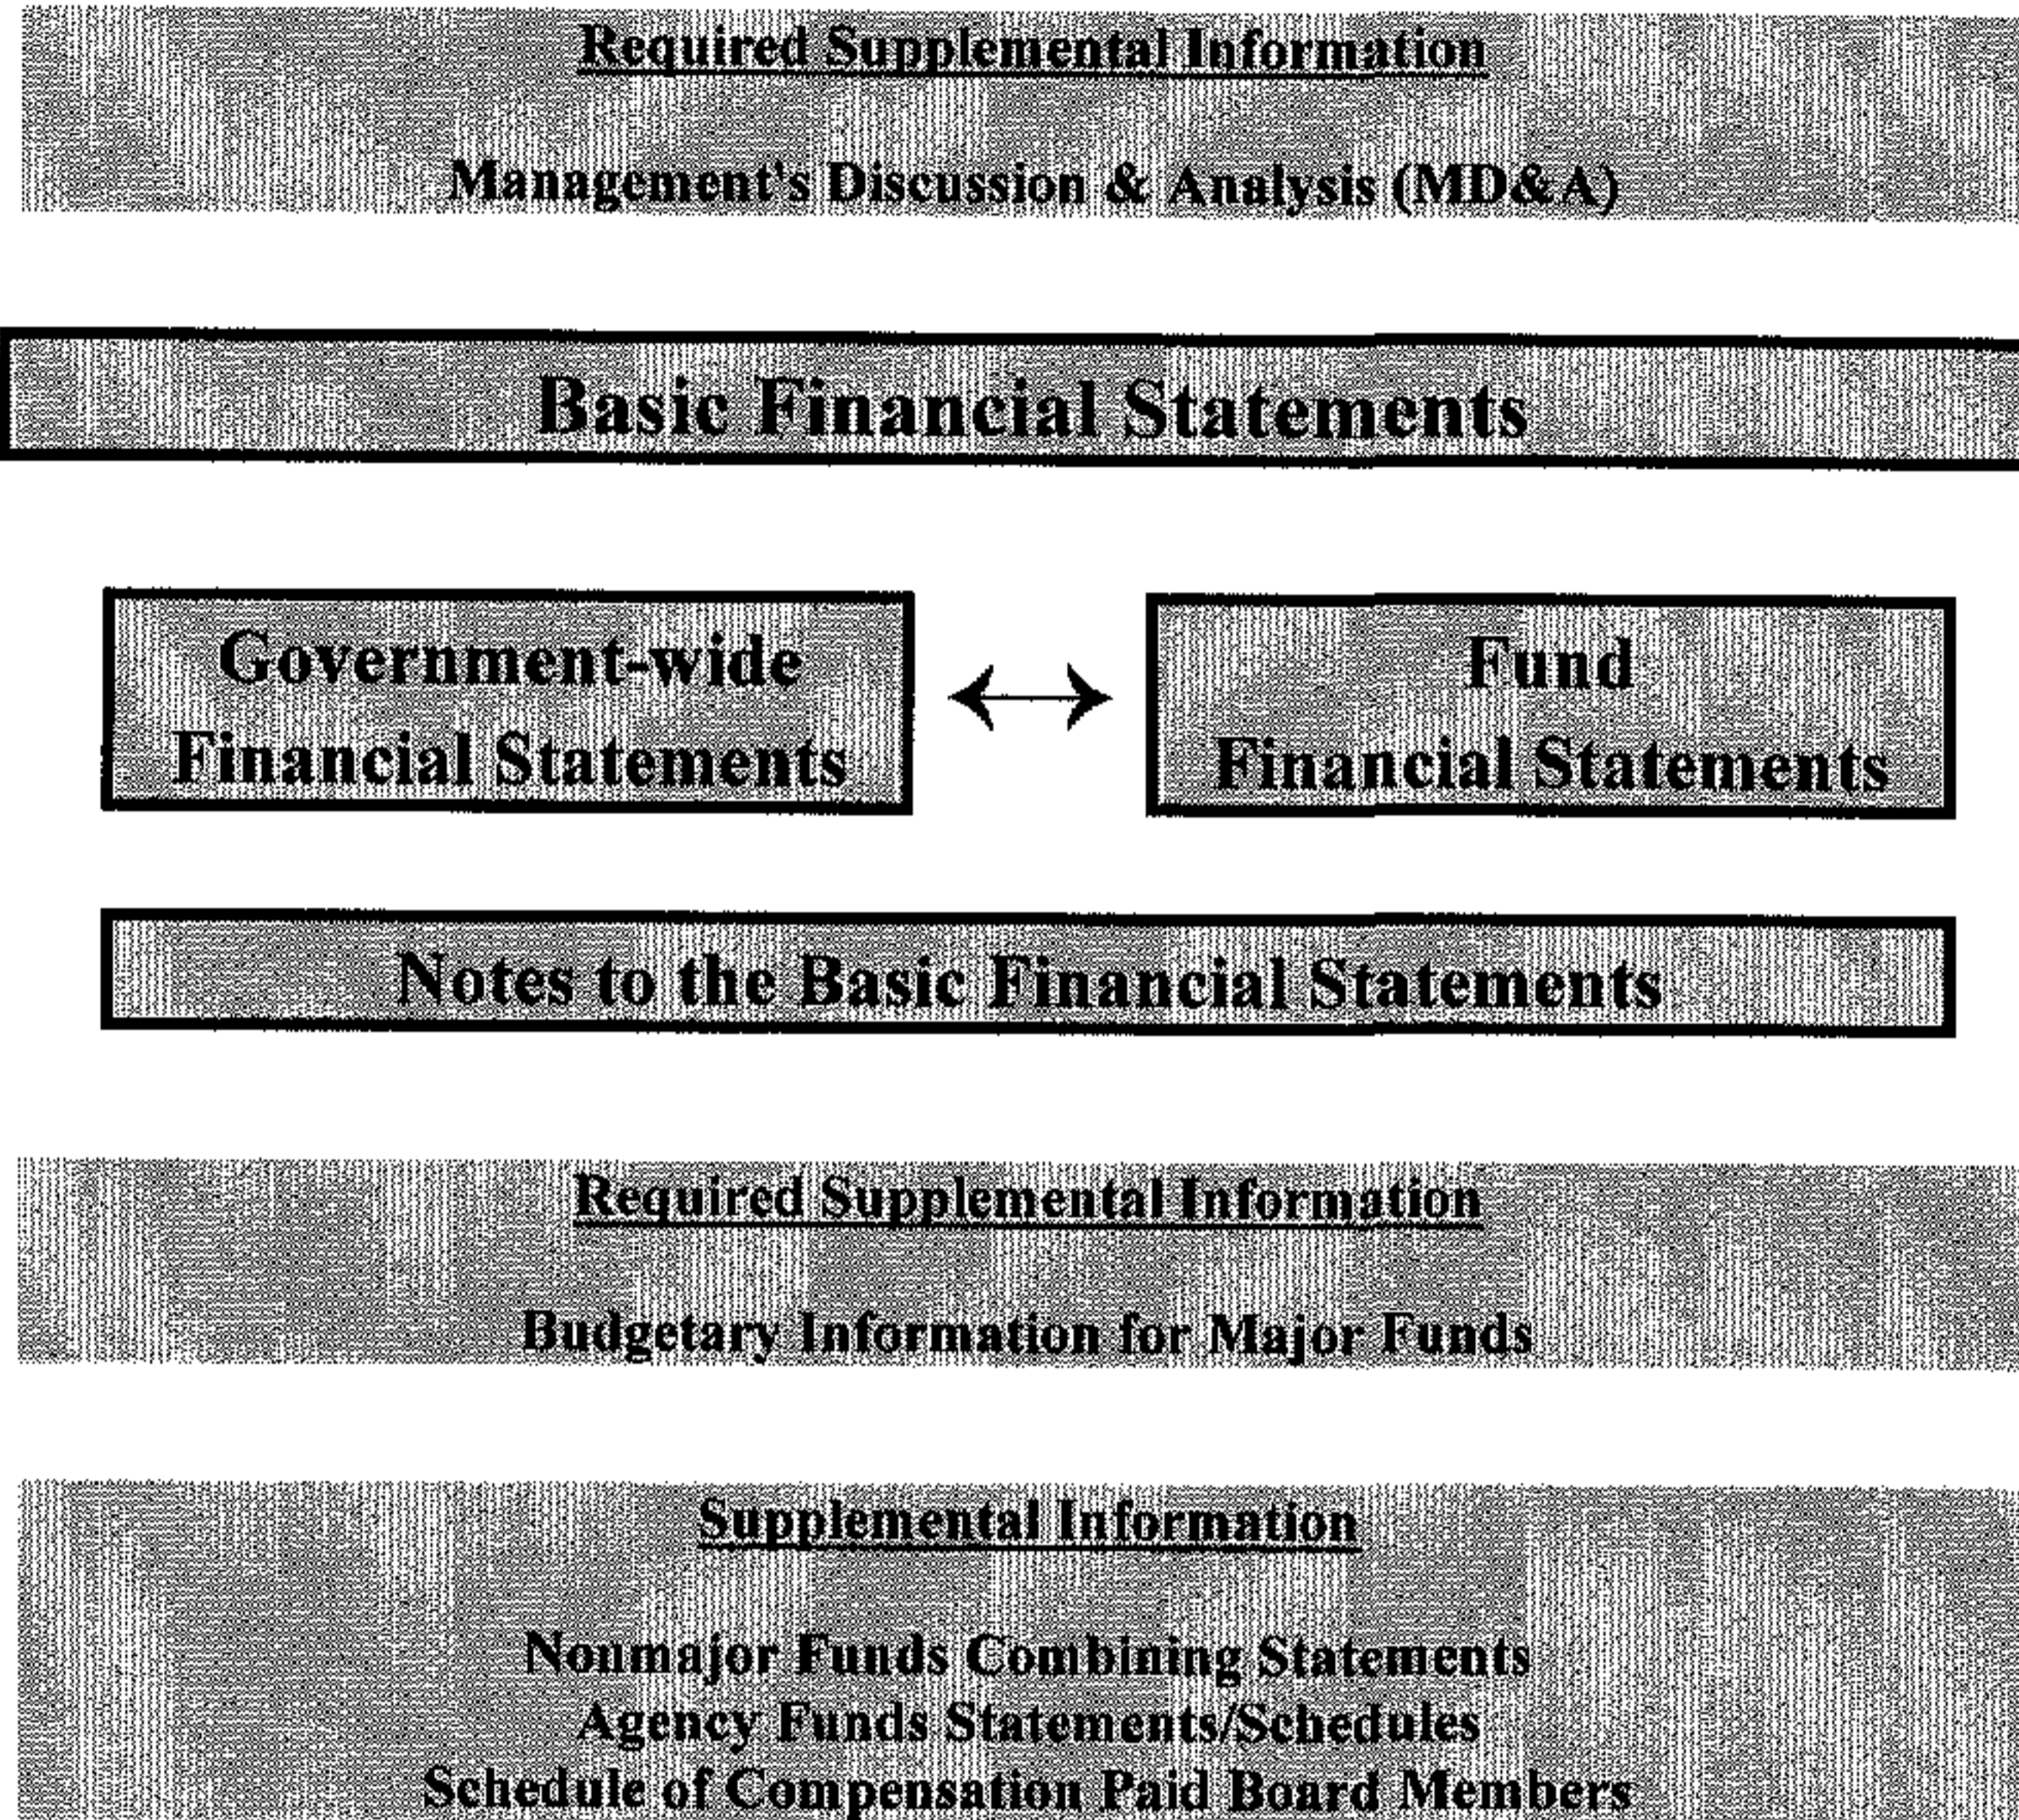 Required Supplemental Information
Management's Discussion & Analysis (MD&A)
Basic Financial Statements
Government-wide
Financial Statements
Fund
Financial Statements
Notes to the Basic Financial Statements
Required Supplemental Information
Budgetary Information for Major Funds
Supplemental Information
Nonmajor Funds Combining Statements
Agency Funds Statements/Schedules
Schedule of Compensation Paid Board Members